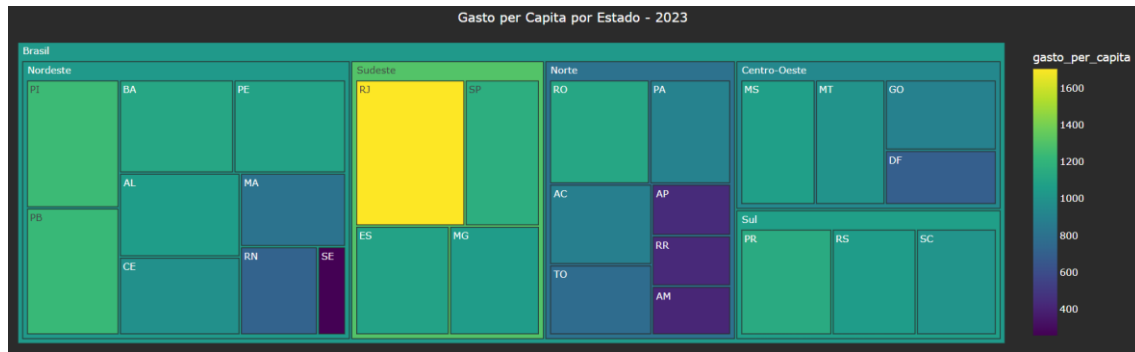 Gasto per Capita por Estado - 2023
Brasil
Nordeste
PI
BA
PE
PB
AL
MA
CE
RN
SE
Sudeste
RJ
SP
ES
MG
Norte
RO
PA
AC
AP
RR
TO
AM
Centro-Oeste
MS
MT
GO
DF
Sul
PR
RS
SC
gasto_per_capita
1600
1400
1200
1000
800
600
400